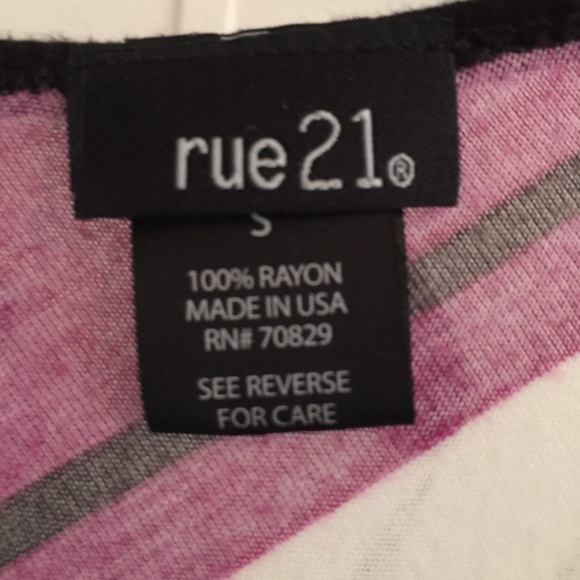 rue21®
S
100% RAYON
MADE IN USA
RN# 70829
SEE REVERSE
FOR CARE